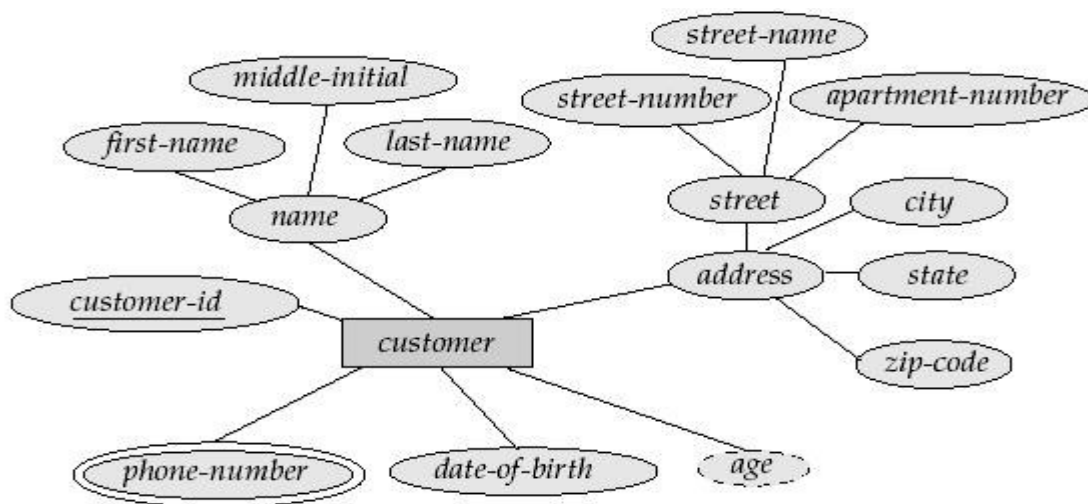 street-name
middle-initial
street-number
apartment-number
first-name
last-name
name
street
city
address
state
customer-id
customer
zip-code
phone-number
date-of-birth
age